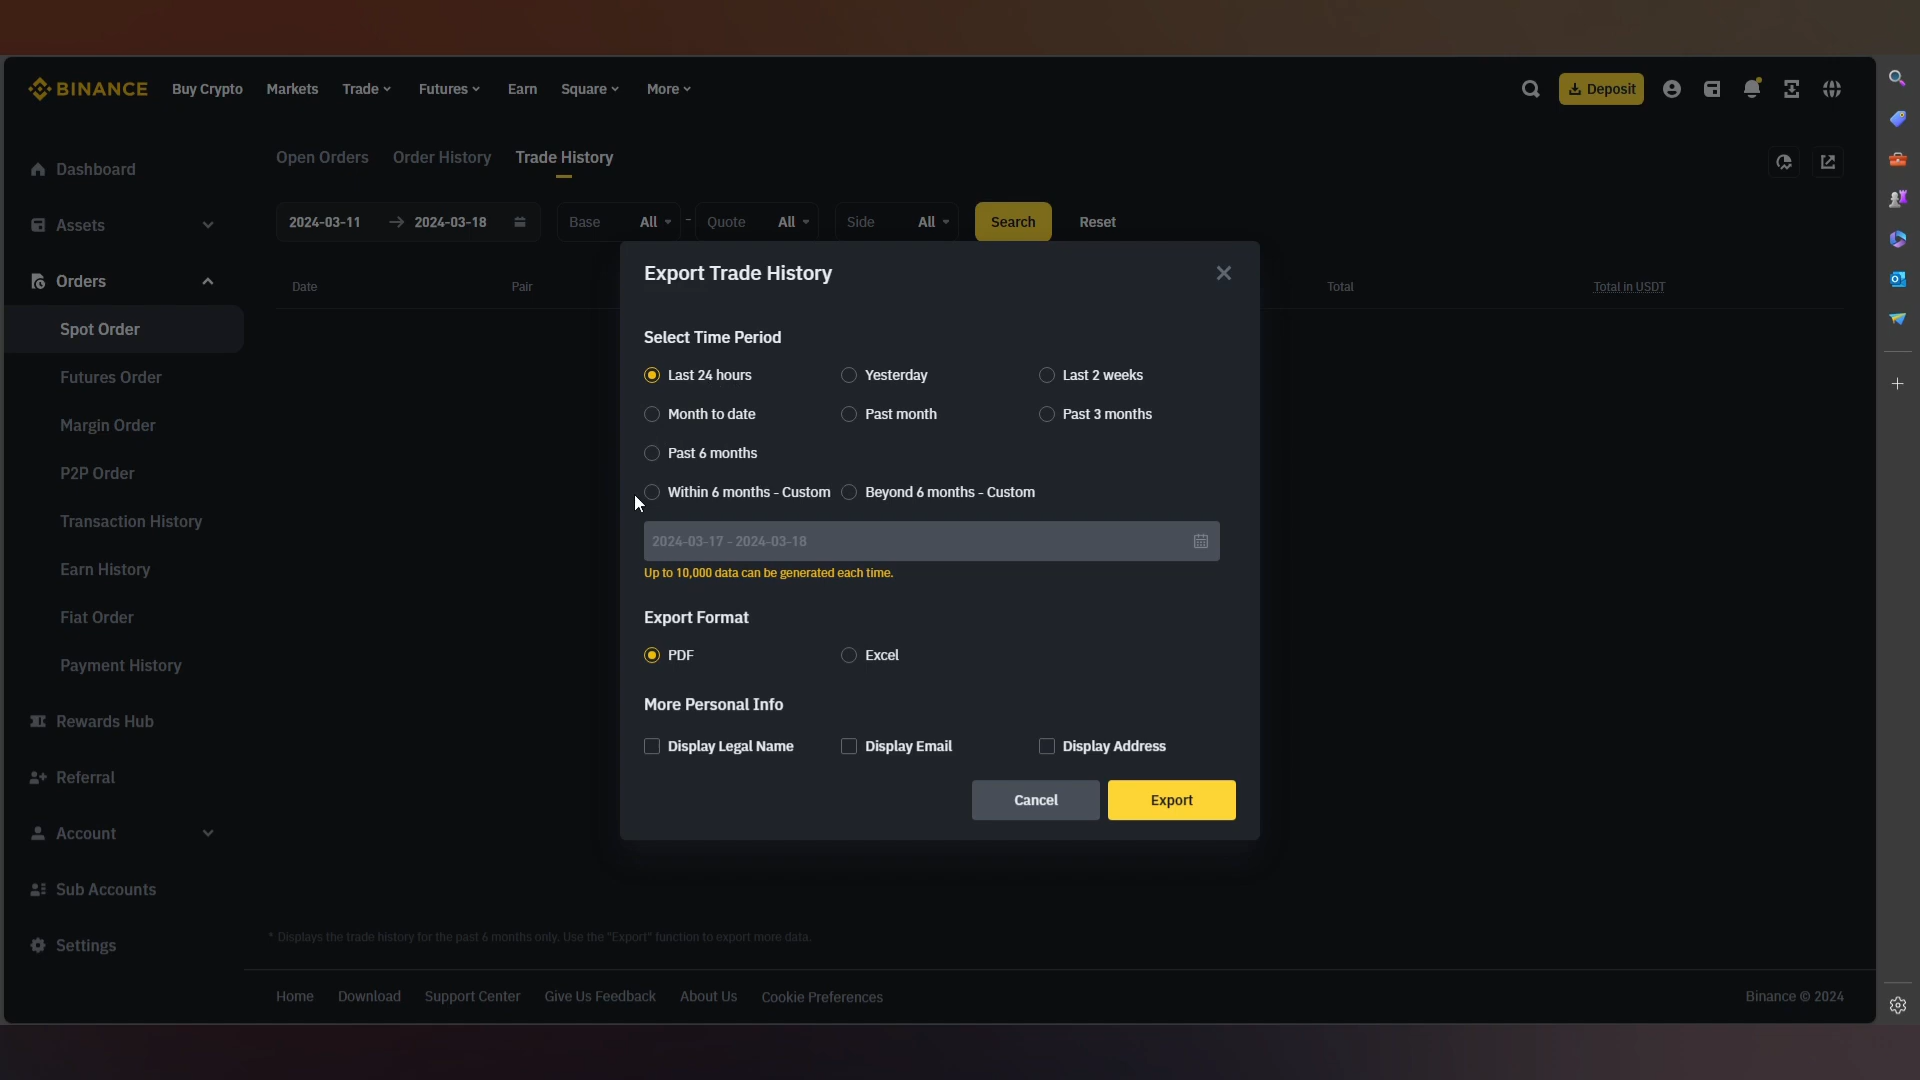 BINANCE Buy Crypto Markets Trade Futures Earn Square More Deposit
Dashboard
Assets
Orders
Spot Order
Futures Order
Margin Order
P2P Order
Transaction History
Earn History
Fiat Order
Payment History
Rewards Hub
Referral
Account
Sub Accounts
Settings
Open Orders Order History Trade History
2024-03-11 → 2024-03-18 Base All - Quote All Side All Search Reset
Date Pair Total Total in USDT
Export Trade History
Select Time Period
Last 24 hours Yesterday Last 2 weeks
Month to date Past month Past 3 months
Past 6 months
Within 6 months - Custom Beyond 6 months - Custom
2024-03-17 - 2024-03-18
Up to 10,000 data can be generated each time.
Export Format
PDF Excel
More Personal Info
Display Legal Name Display Email Display Address
Cancel Export
* Displays the trade history for the past 6 months only. Use the "Export" function to export more data.
Home Download Support Center Give Us Feedback About Us Cookie Preferences Binance © 2024